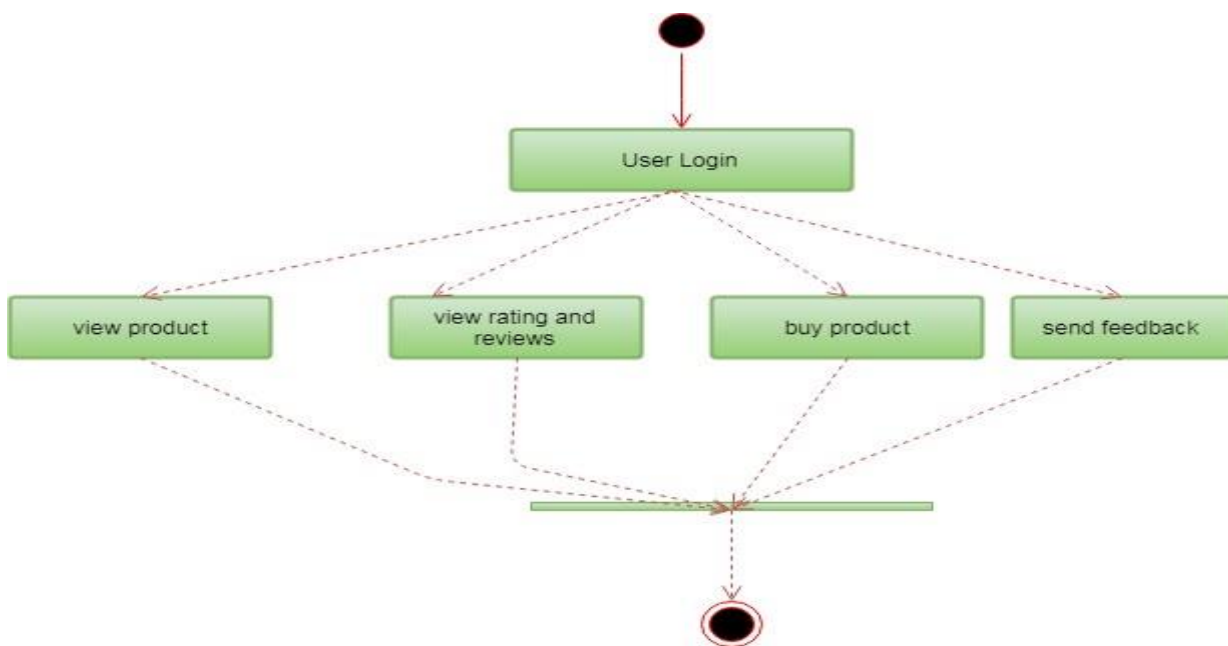 User Login
view product
view rating and
reviews
buy product
send feedback